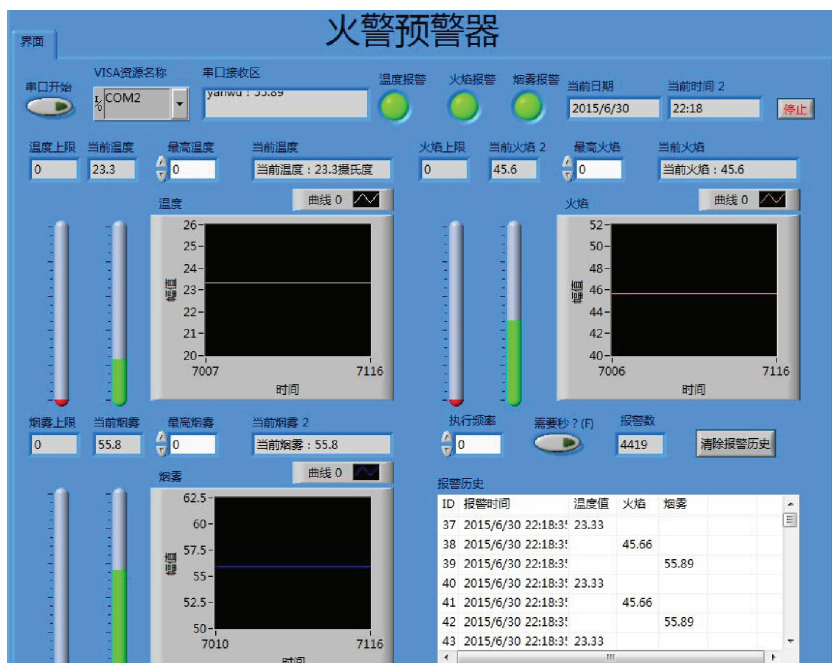 火警预警器
界面
串口开始
VISA资源名称
COM2
串口接收区
yanwu : 55.89
温度报警
火焰报警
烟雾报警
当前日期
2015/6/30
当前时间 2
22:18
停止
温度上限
0
当前温度
23.3
最高温度
0
当前温度
当前温度：23.3摄氏度
火焰上限
0
当前火焰 2
45.6
最高火焰
0
当前火焰
当前火焰：45.6
温度
曲线 0
26
25
24
23
22
21
20
幅值
7007
7116
时间
火焰
曲线 0
52
50
48
46
44
42
40
幅值
7006
7116
时间
烟雾上限
0
当前烟雾
55.8
最高烟雾
0
当前烟雾 2
当前烟雾：55.8
执行频率
0
需要秒？(F)
报警数
4419
清除报警历史
烟雾
曲线 0
62.5
60
57.5
55
52.5
50
幅值
7010
7116
时间
报警历史
ID 报警时间 温度值 火焰 烟雾
37 2015/6/30 22:18:3 23.33
38 2015/6/30 22:18:3 45.66
39 2015/6/30 22:18:3 55.89
40 2015/6/30 22:18:3 23.33
41 2015/6/30 22:18:3 45.66
42 2015/6/30 22:18:3 55.89
43 2015/6/30 22:18:3 23.33